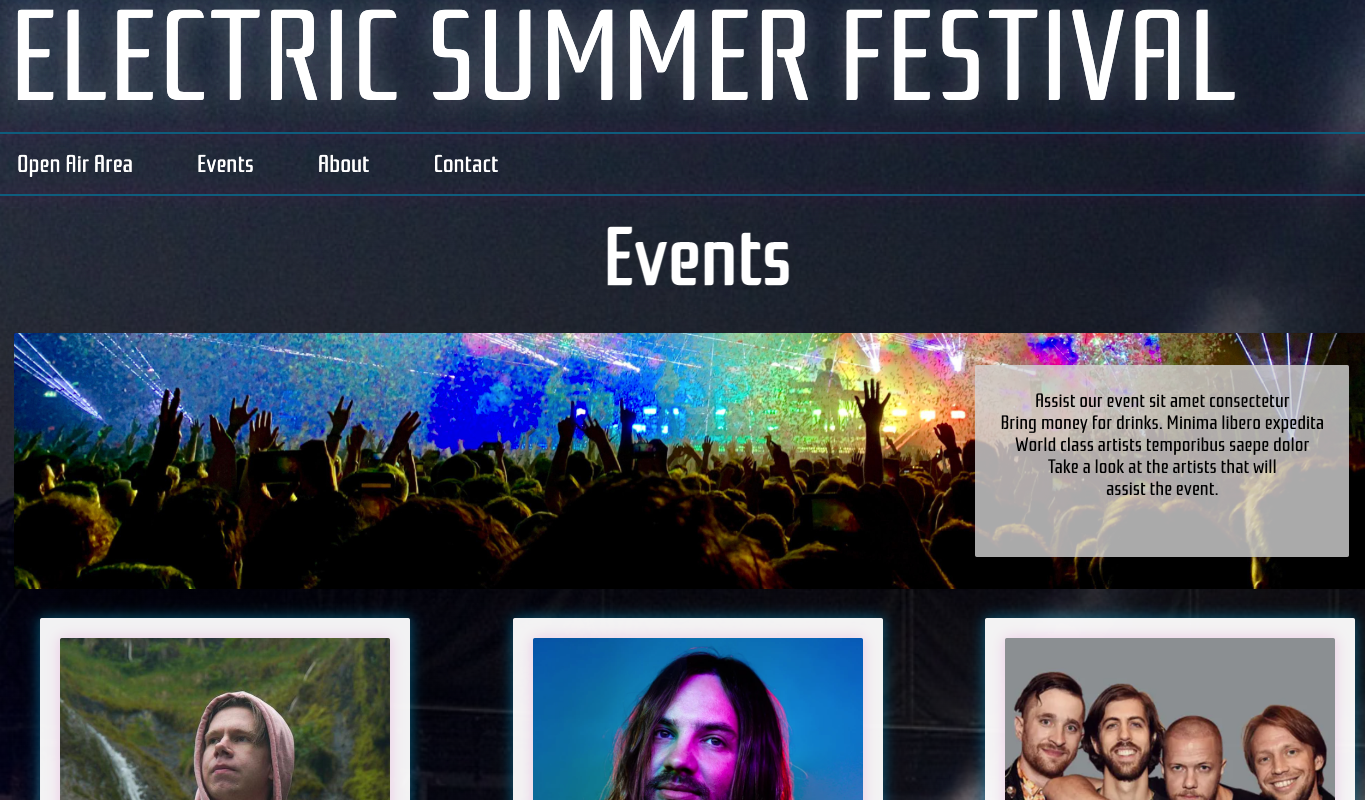 ELECTRIC SUMMER FESTIVAL
Open Air Area Events About Contact
Events
Assist our event sit amet consectetur
Bring money for drinks. Minima libero expedita
World class artists temporibus saepe dolor
Take a look at the artists that will
assist the event.